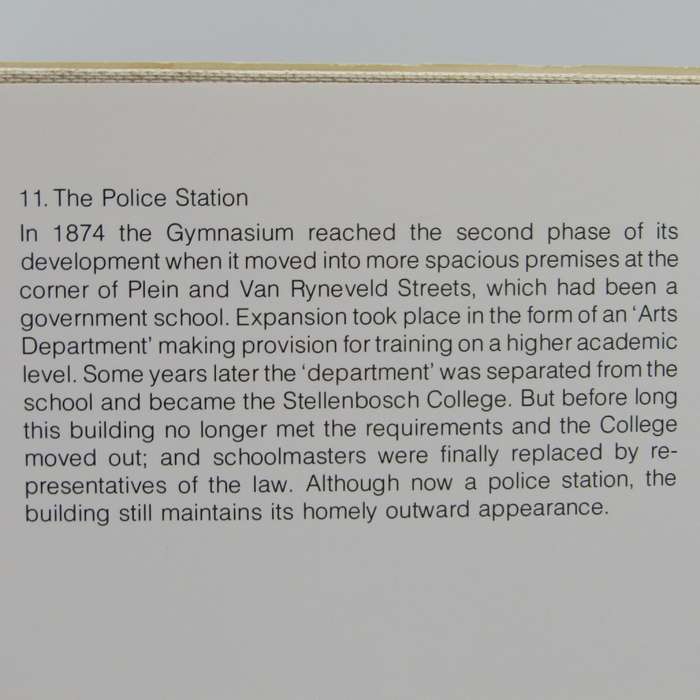 11. The Police Station
In 1874 the Gymnasium reached the second phase of its
development when it moved into more spacious premises at the
corner of Plein and Van Ryneveld Streets, which had been a
government school. Expansion took place in the form of an ‘Arts
Department’ making provision for training on a higher academic
level. Some years later the ‘department’ was separated from the
school and became the Stellenbosch College. But before long
this building no longer met the requirements and the College
moved out; and schoolmasters were finally replaced by re-
presentatives of the law. Although now a police station, the
building still maintains its homely outward appearance.